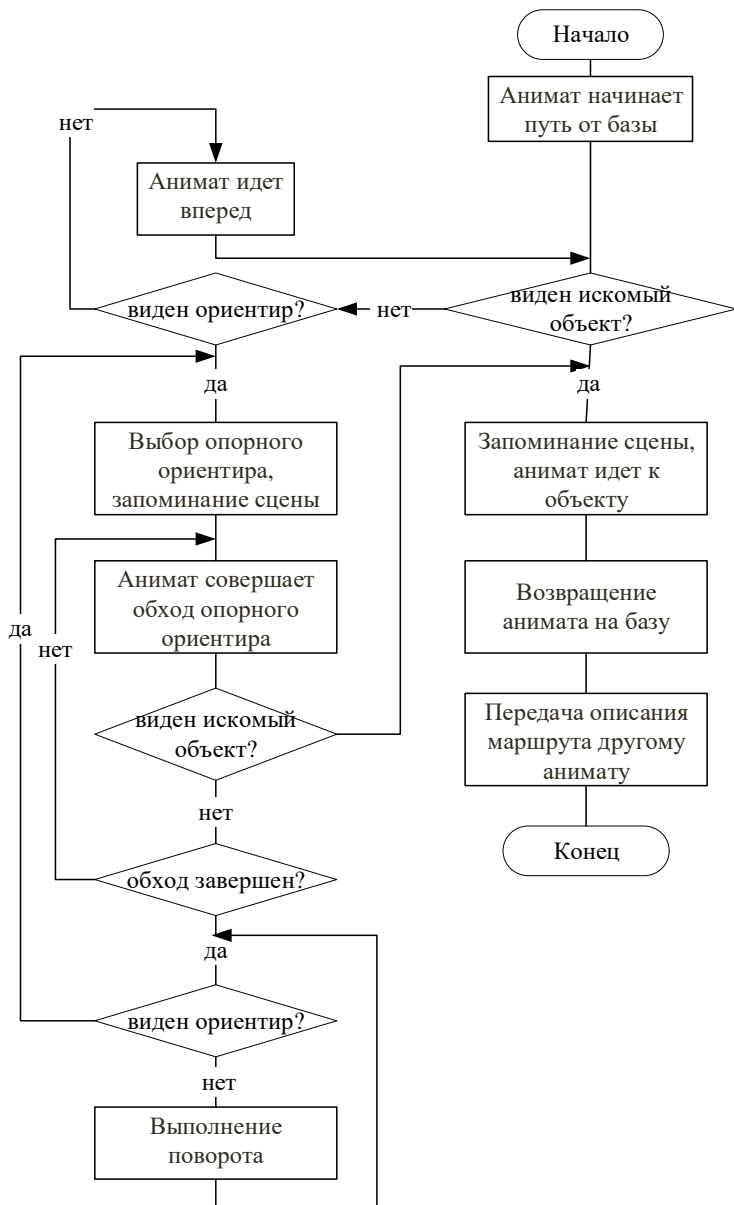 Начало
Анимат начинает
путь от базы
нет
Анимат идет
вперед
виден ориентир?
нет
виден искомый
объект?
да
да
Выбор опорного
ориентира,
запоминание сцены
Запоминание сцены,
анимат идет к
объекту
Анимат совершает
обход опорного
ориентира
Возвращение
анимата на базу
да
нет
виден искомый
объект?
Передача описания
маршрута другому
анимату
нет
Конец
обход завершен?
да
виден ориентир?
нет
Выполнение
поворота